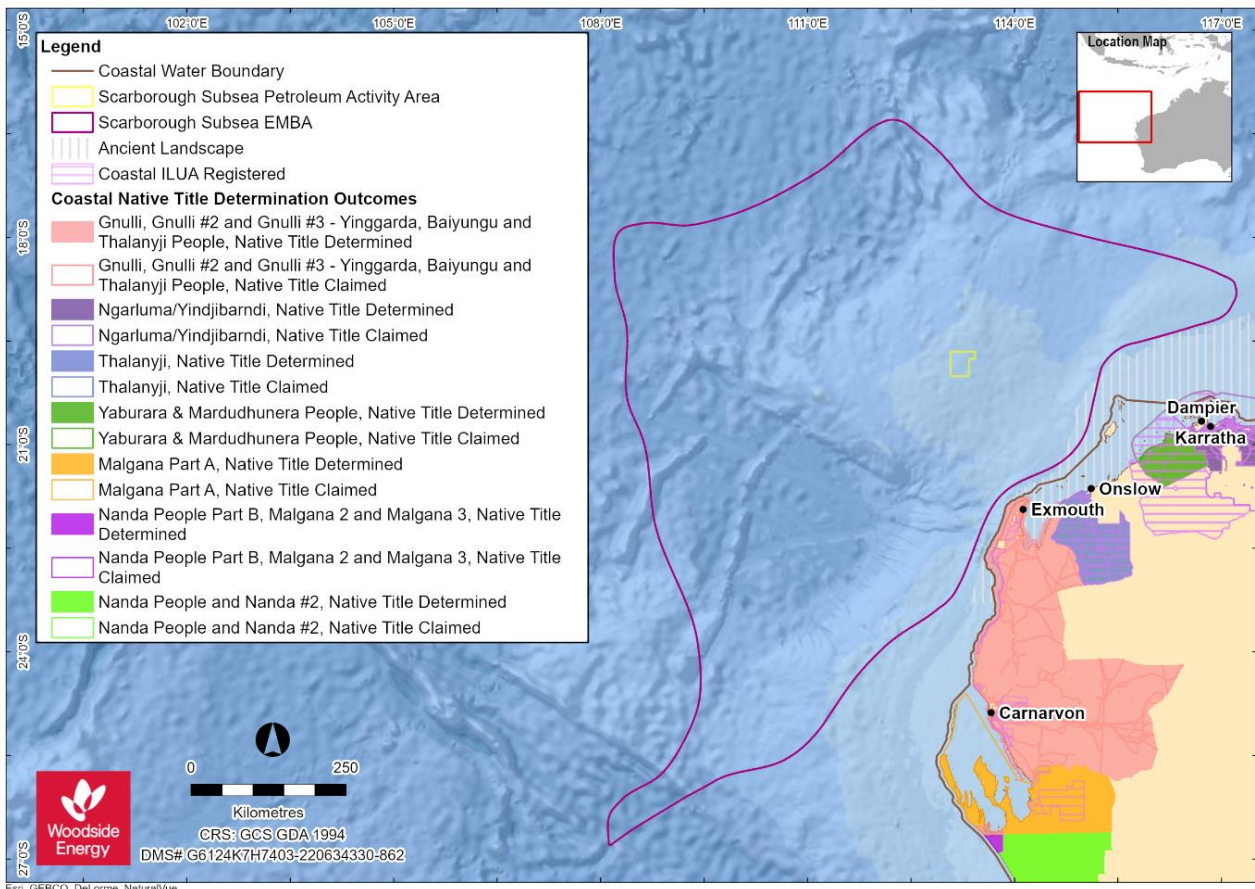 102°0'E
105°0'E
108°0'E
111°0'E
114°0'E
117°0'E
15°0'S
18°0'S
21°0'S
24°0'S
27°0'S
Legend
Coastal Water Boundary
Scarborough Subsea Petroleum Activity Area
Scarborough Subsea EMBA
Ancient Landscape
Coastal ILUA Registered
Coastal Native Title Determination Outcomes
Gnulli, Gnulli #2 and Gnulli #3 - Yinggarda, Baiyungu and
Thalanyji People, Native Title Determined
Gnulli, Gnulli #2 and Gnulli #3 - Yinggarda, Baiyungu and
Thalanyji People, Native Title Claimed
Ngarluma/Yindjibarndi, Native Title Determined
Ngarluma/Yindjibarndi, Native Title Claimed
Thalanyji, Native Title Determined
Thalanyji, Native Title Claimed
Yaburara & Mardudhunera People, Native Title Determined
Yaburara & Mardudhunera People, Native Title Claimed
Malgana Part A, Native Title Determined
Malgana Part A, Native Title Claimed
Nanda People Part B, Malgana 2 and Malgana 3, Native Title
Determined
Nanda People Part B, Malgana 2 and Malgana 3, Native Title
Claimed
Nanda People and Nanda #2, Native Title Determined
Nanda People and Nanda #2, Native Title Claimed
Location Map
Dampier
Karratha
Onslow
Exmouth
Carnarvon
0 250
Kilometres
CRS: GCS GDA 1994
DMS# G6124K7H7403-220634330-862
Woodside
Energy
Esri, GEBCO, DeLorme, NaturalVue